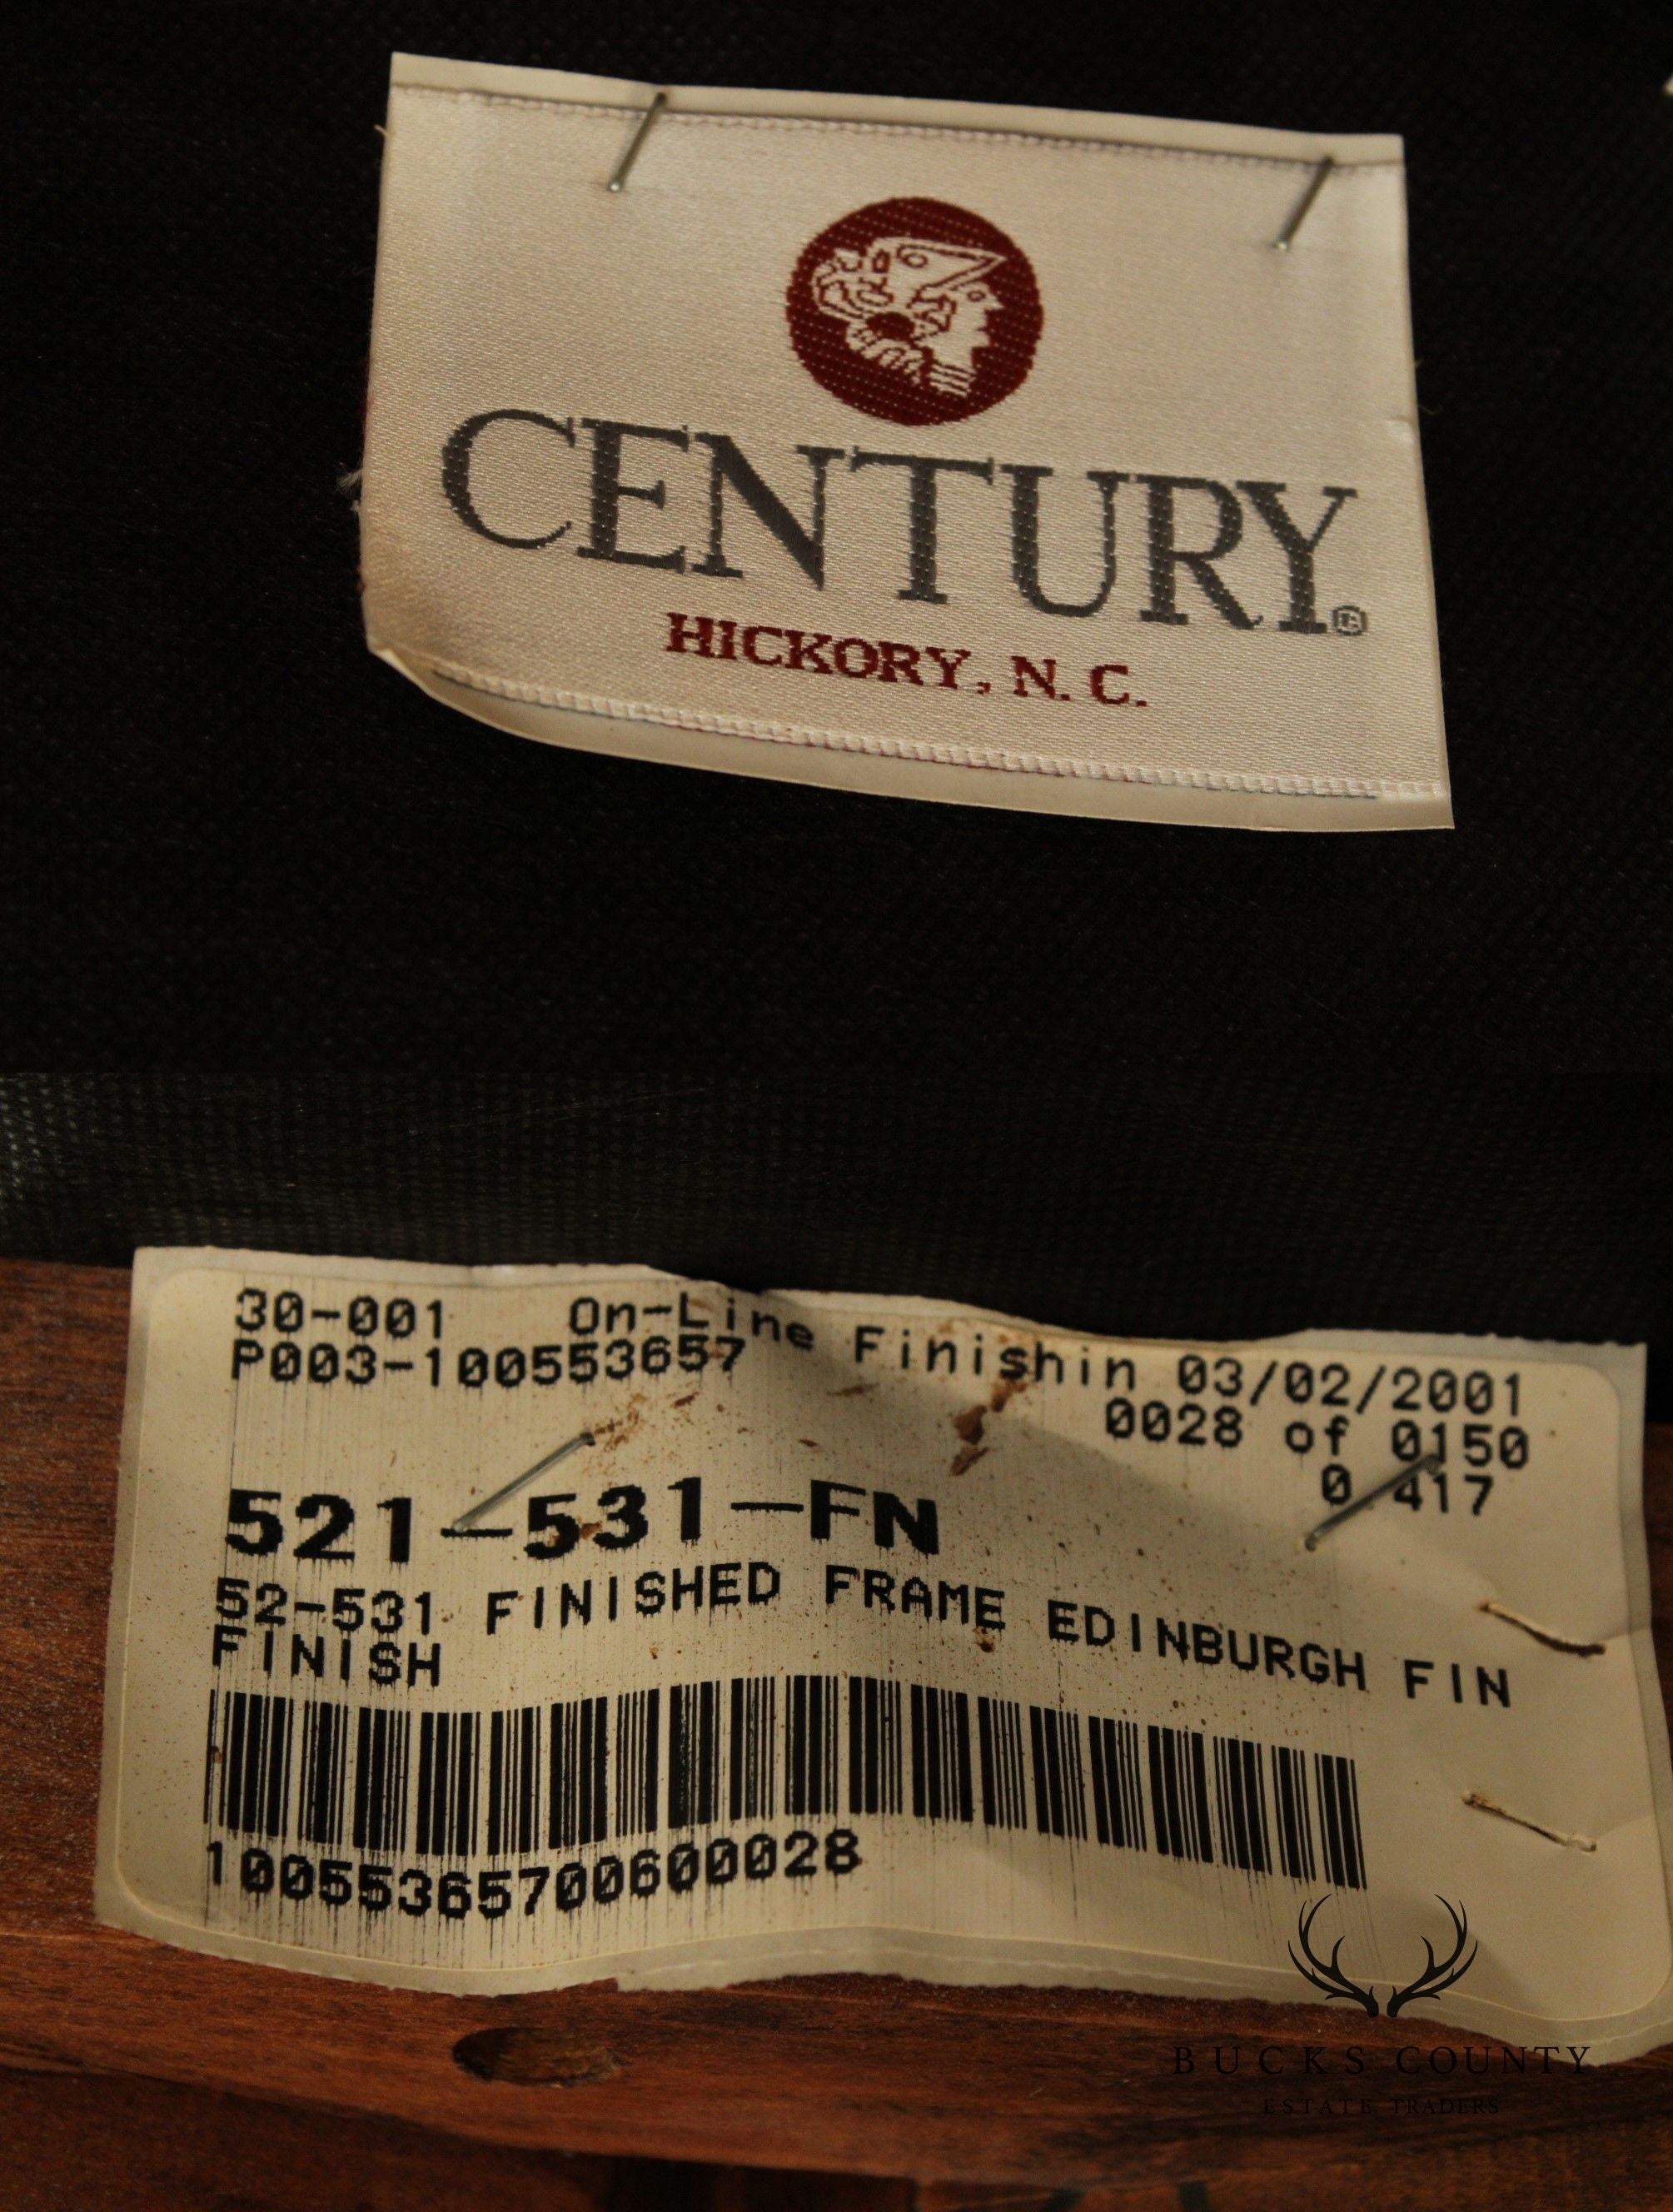 CENTURY®
HICKORY, N. C.
30-001 On-Line Finishin 03/02/2001
P003-100553657 0028 of 0150
0.417
521-531-FN
52-531 FINISHED FRAME EDINBURGH FIN
FINISH
10055365700600028
BUCKS COUNTY
ESTATE TRADERS